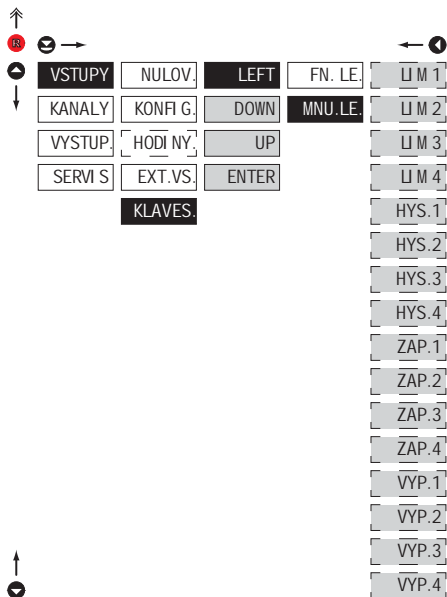 R
VSTUPY NULOV. LEFT FN. LE. LIM 1
KANALY KONFIG. DOWN MNU.LE. LIM 2
VYSTUP. HODINY. UP LIM 3
SERVIS EXT.VS. ENTER LIM 4
KLAVES. HYS.1
HYS.2
HYS.3
HYS.4
ZAP.1
ZAP.2
ZAP.3
ZAP.4
VYP.1
VYP.2
VYP.3
VYP.4